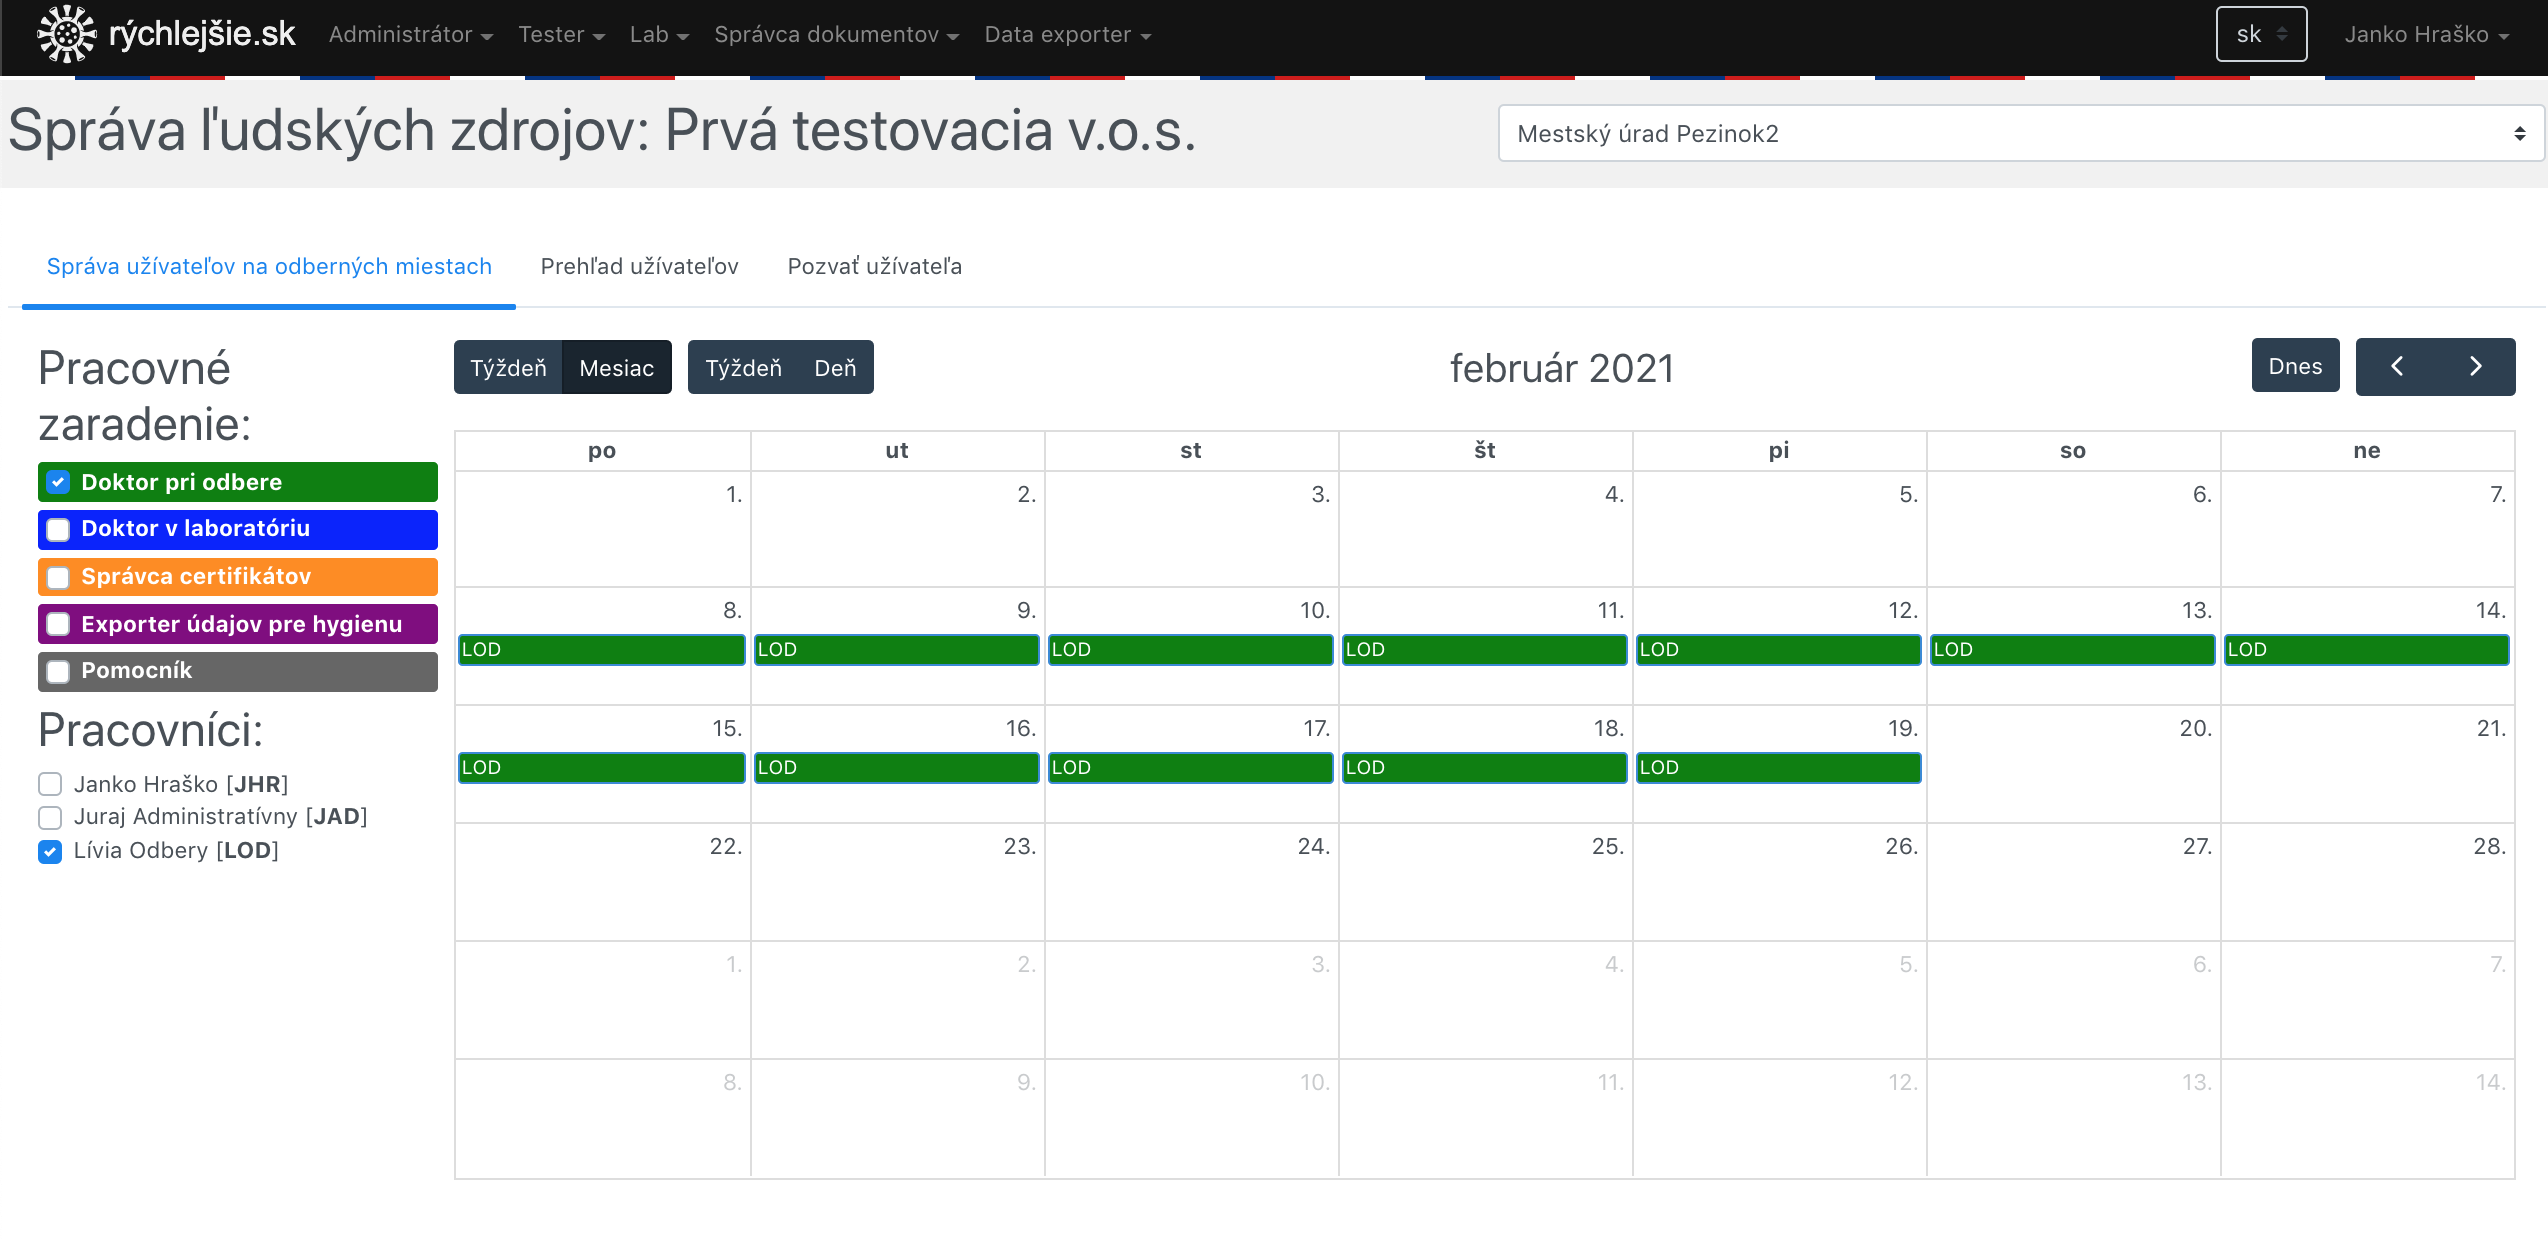 rýchlejšie.sk Administrátor Tester Lab Správca dokumentov Data exporter sk Janko Hraško
Správa ľudských zdrojov: Prvá testovacia v.o.s. Mestský úrad Pezinok2
Správa užívateľov na odberných miestach Prehľad užívateľov Pozvať užívateľa
Pracovné
zaradenie:
Doktor pri odbere
Doktor v laboratóriu
Správca certifikátov
Exporter údajov pre hygienu
Pomocník
Pracovníci:
Janko Hraško [JHR]
Juraj Administratívny [JAD]
Lívia Odbery [LOD]
Týždeň Mesiac Týždeň Deň február 2021 Dnes
po ut st št pi so ne
1. 2. 3. 4. 5. 6. 7.
8. 9. 10. 11. 12. 13. 14.
LOD LOD LOD LOD LOD LOD LOD
15. 16. 17. 18. 19. 20. 21.
LOD LOD LOD LOD LOD
22. 23. 24. 25. 26. 27. 28.
1. 2. 3. 4. 5. 6. 7.
8. 9. 10. 11. 12. 13. 14.